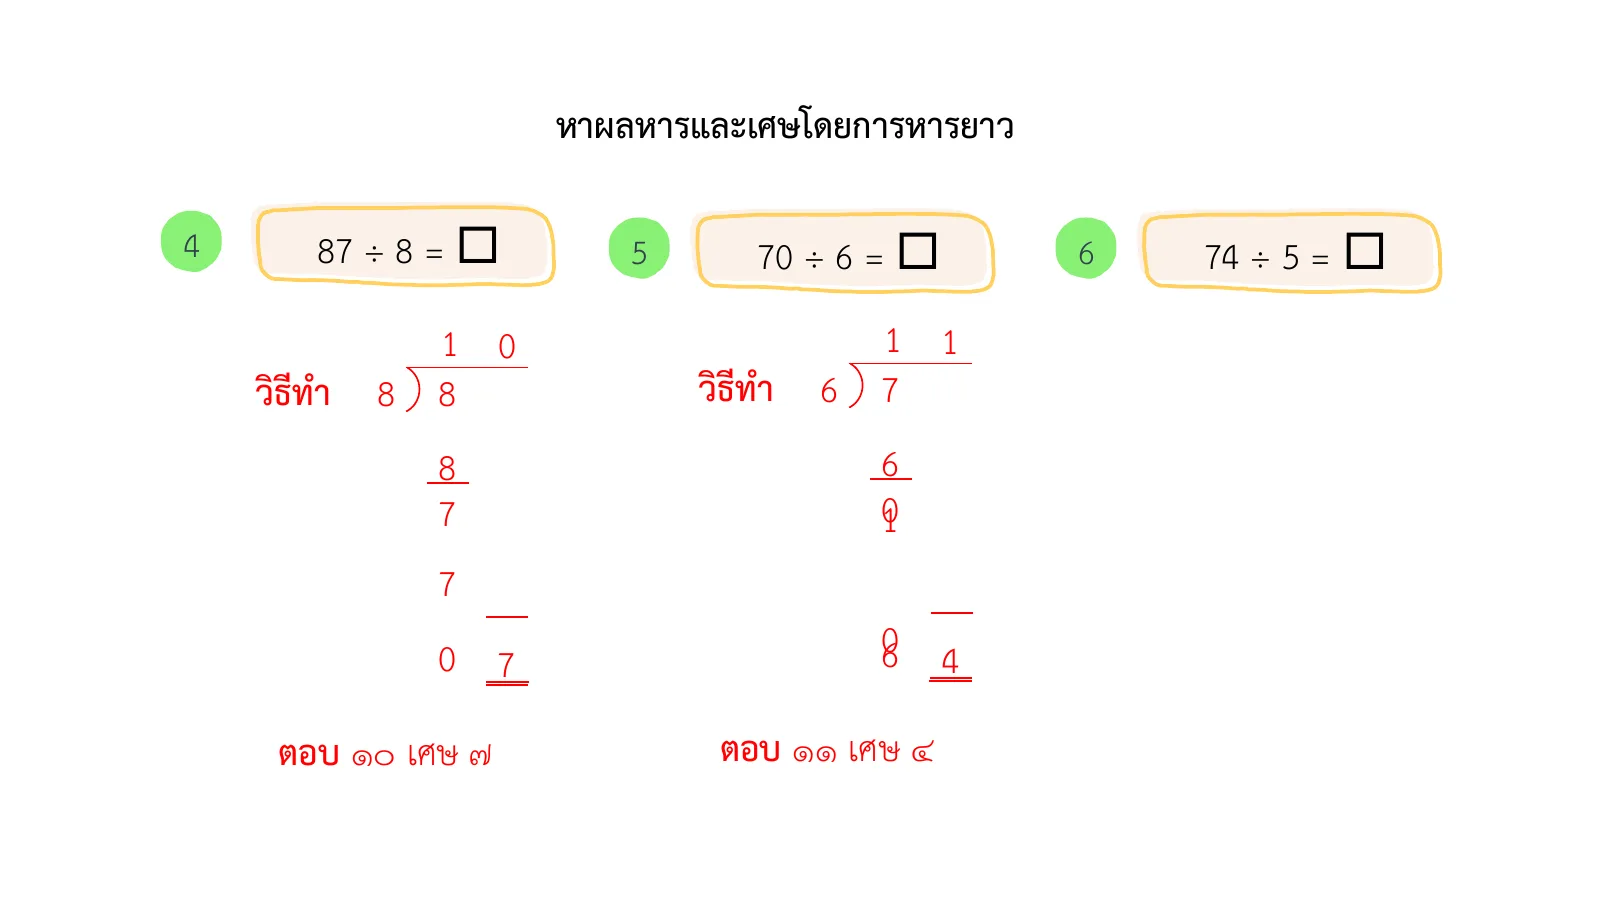 หาผลหารและเศษโดยการหารยาว
4
87 ÷ 8 = □
5
70 ÷ 6 = □
6
74 ÷ 5 = □
1 0
วิธีทำ 8 ) 8
8
7
7
0 7
ตอบ ๑๐ เศษ ๗
1 1
วิธีทำ 6 ) 7
6
0
1
0
6 4
ตอบ ๑๑ เศษ ๔